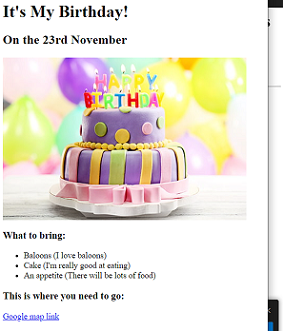 It's My Birthday!
On the 23rd November
HAPPY
BIRTHDAY
What to bring:
Baloons (I love baloons)
Cake (I'm really good at eating)
An appetite (There will be lots of food)
This is where you need to go:
Google map link